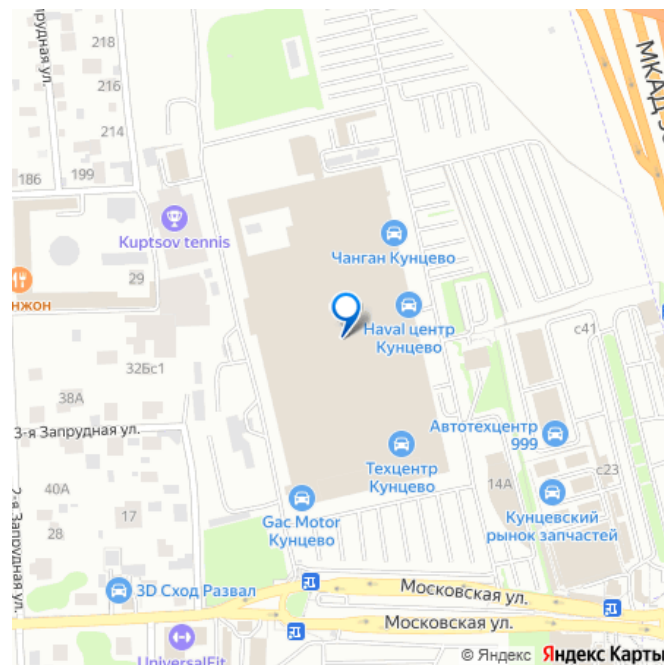 Запрудная ул.
218
216
214
199
186
МКАД
Kuptsov tennis
Чанган Кунцево
29
нжон
Haval центр
Кунцево
с41
32Бс1
38А
3-я Запрудная ул.
Автотехцентр
999
Техцентр
Кунцево
с23
14А
40А
2-я Запрудная ул.
17
28
Gac Motor
Кунцево
Кунцевский
рынок запчастей
3D Сход Развал
Московская ул.
Московская ул.
UniversalFit
© Яндекс Яндекс Карты